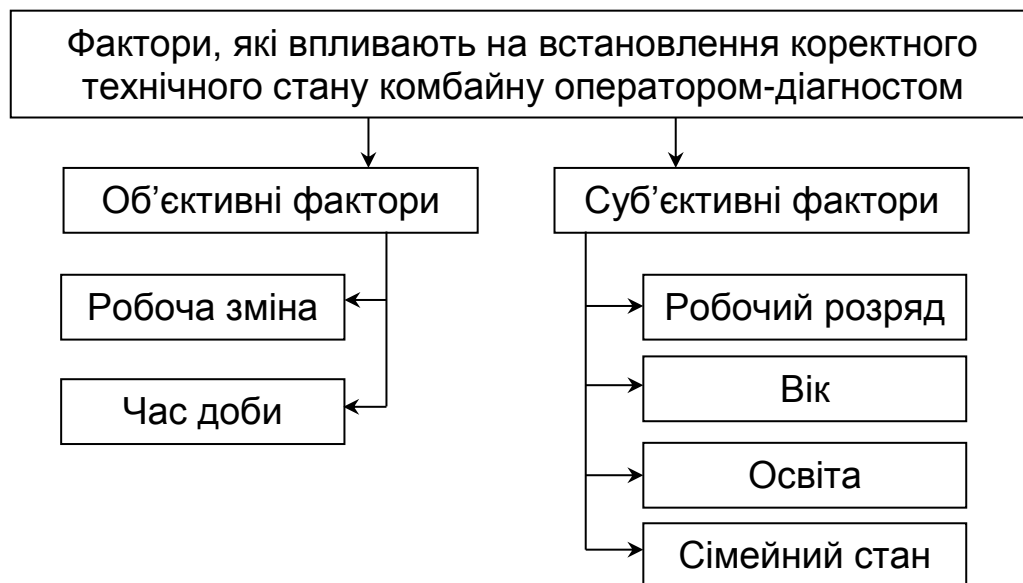 Фактори, які впливають на встановлення коректного
технічного стану комбайну оператором-діагностом
Об’єктивні фактори
Суб’єктивні фактори
Робоча зміна
Час доби
Робочий розряд
Вік
Освіта
Сімейний стан